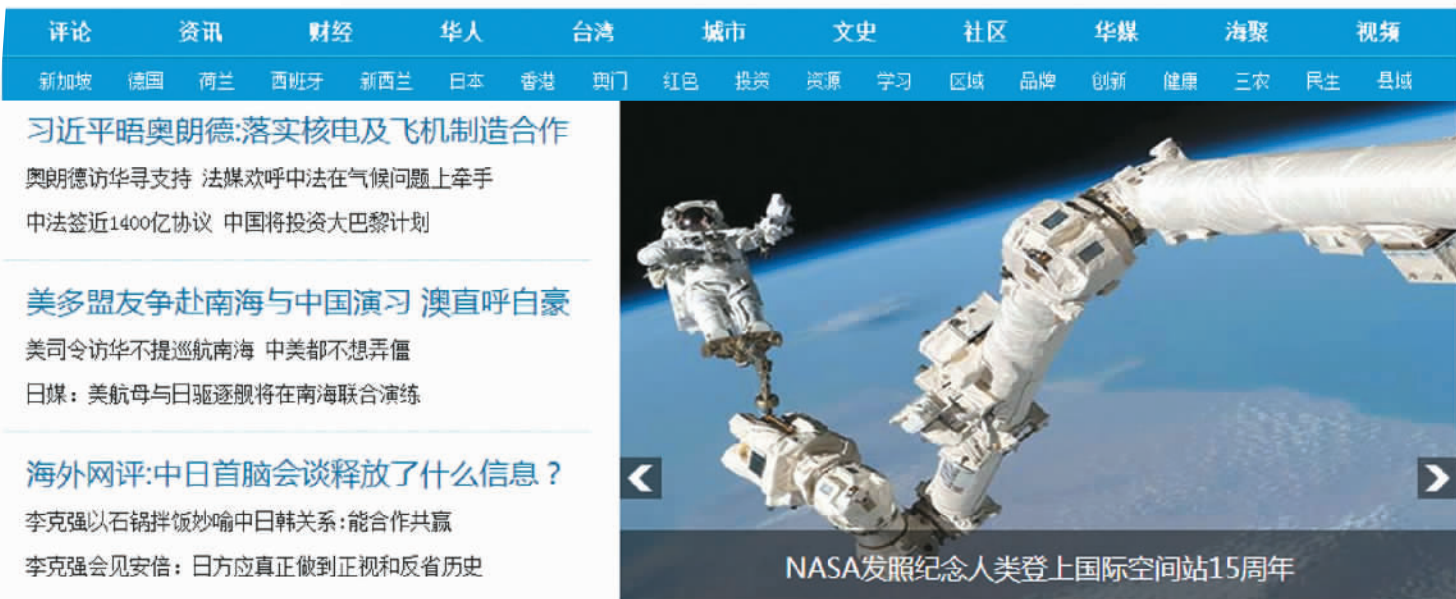 评论 资讯 财经 华人 台湾 城市 文史 社区 华媒 海聚 视频
新加坡 德国 荷兰 西班牙 新西兰 日本 香港 澳门 红色 投资 资源 学习 区域 品牌 创新 健康 三农 民生 县域
习近平晤奥朗德:落实核电及飞机制造合作
奥朗德访华寻支持 法媒欢呼中法在气候问题上牵手
中法签近1400亿协议 中国将投资大巴黎计划
美多盟友争赴南海与中国演习 澳直呼自豪
美司令访华不提巡航南海 中美都不想弄僵
日媒：美航母与日驱逐舰将在南海联合演练
海外网评:中日首脑会谈释放了什么信息？
李克强以石锅拌饭妙喻中日韩关系:能合作共赢
李克强会见安倍：日方应真正做到正视和反省历史
NASA发照纪念人类登上国际空间站15周年